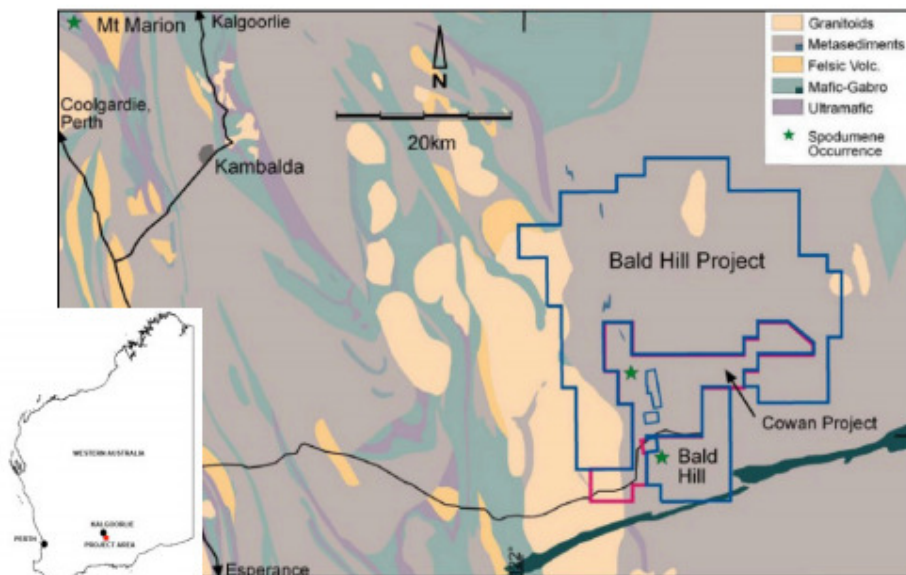 Mt Marion
Kalgoorlie
Coolgardie,
Perth
Kambalda
N
20km
Granitoids
Metasediments
Felsic Volc.
Mafic-Gabro
Ultramafic
Spodumene
Occurrence
Bald Hill Project
Cowan Project
Bald
Hill
122°
Esperance
WESTERN AUSTRALIA
KALGOORLIE
PERTH
PROJECT AREA